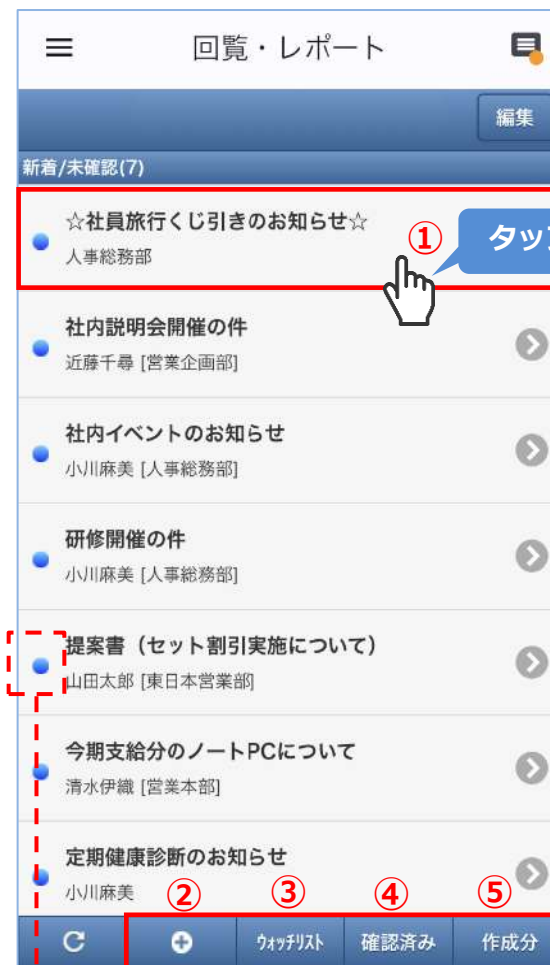 回覧・レポート
編集
新着/未確認(7)
☆社員旅行くじ引きのお知らせ☆
人事総務部
①
タップ
社内説明会開催の件
近藤千尋 [営業企画部]
社内イベントのお知らせ
小川麻美 [人事総務部]
研修開催の件
小川麻美 [人事総務部]
提案書（セット割引実施について）
山田太郎 [東日本営業部]
今期支給分のノートPCについて
清水伊織 [営業本部]
定期健康診断のお知らせ
小川麻美
② ③ ④ ⑤
ｳｫｯﾁﾘｽﾄ 確認済み 作成分